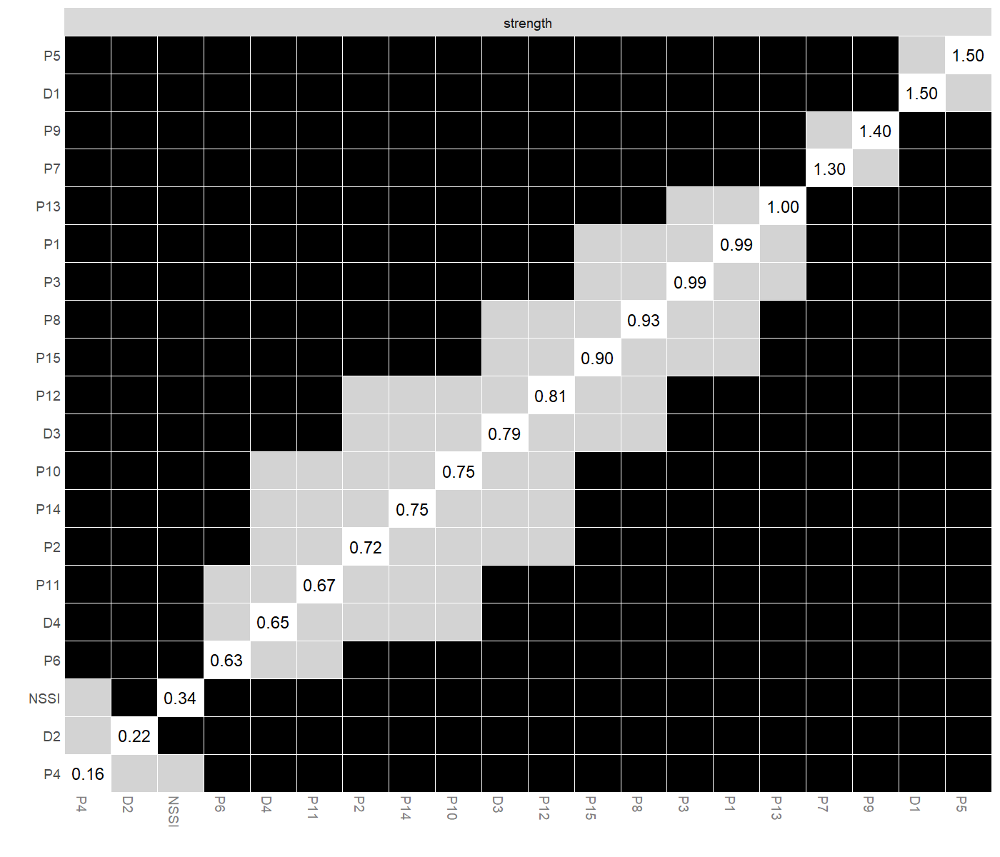 strength
P5 1.50
D1 1.50
P9 1.40
P7 1.30
P13 1.00
P1 0.99
P3 0.99
P8 0.93
P15 0.90
P12 0.81
D3 0.79
P10 0.75
P14 0.75
P2 0.72
P11 0.67
D4 0.65
P6 0.63
NSSI 0.34
D2 0.22
P4 0.16
P4 D2 NSSI P6 D4 P11 P2 P14 P10 D3 P12 P15 P8 P3 P1 P13 P7 P9 D1 P5